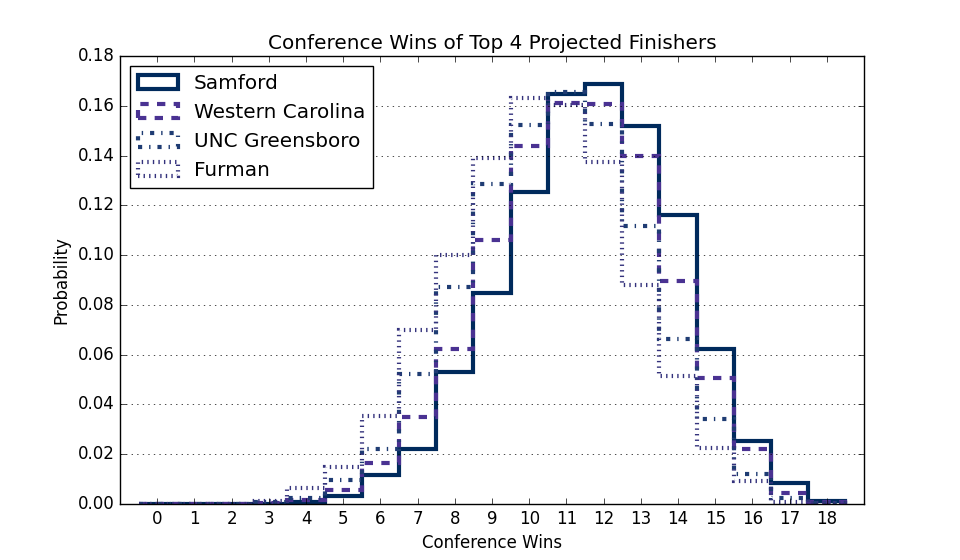 Conference Wins of Top 4 Projected Finishers
Samford
Western Carolina
UNC Greensboro
Furman
Probability
0.18
0.16
0.14
0.12
0.10
0.08
0.06
0.04
0.02
0.00
0 1 2 3 4 5 6 7 8 9 10 11 12 13 14 15 16 17 18
Conference Wins